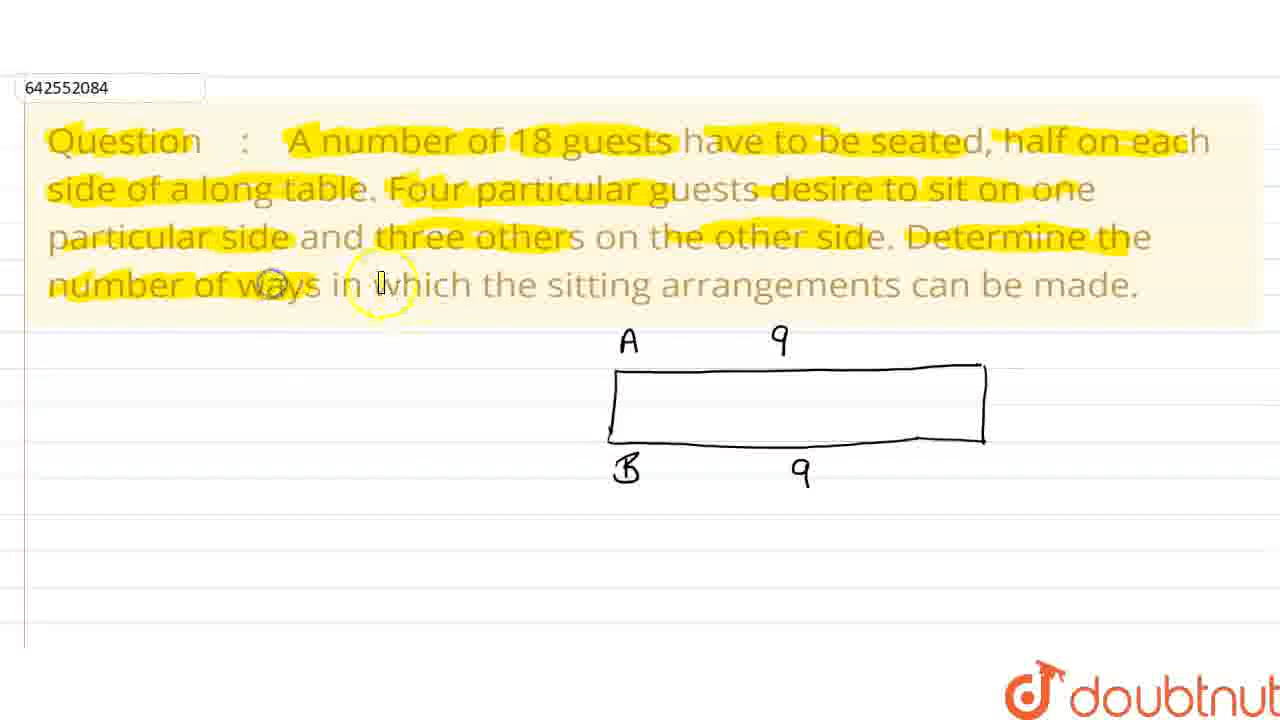 642552084
Question : A number of 18 guests have to be seated, half on each
side of a long table. Four particular guests desire to sit on one
particular side and three others on the other side. Determine the
number of ways in which the sitting arrangements can be made.
A 9
B 9
doubtnut